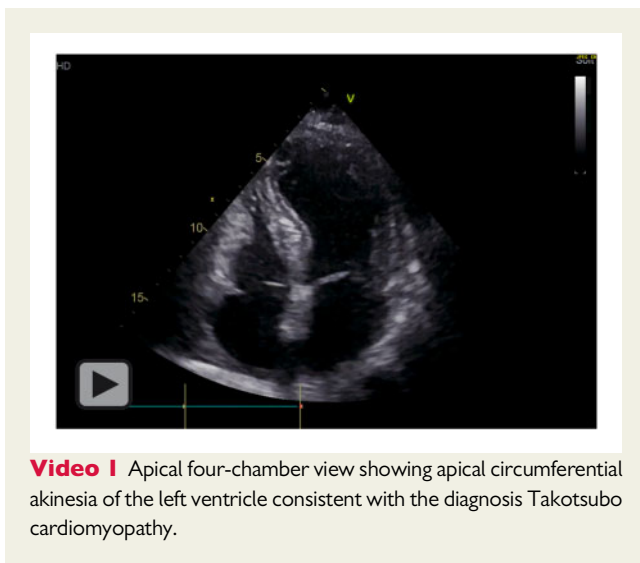 HD
V
5
10
15
Video 1 Apical four-chamber view showing apical circumferential
akinesia of the left ventricle consistent with the diagnosis Takotsubo
cardiomyopathy.